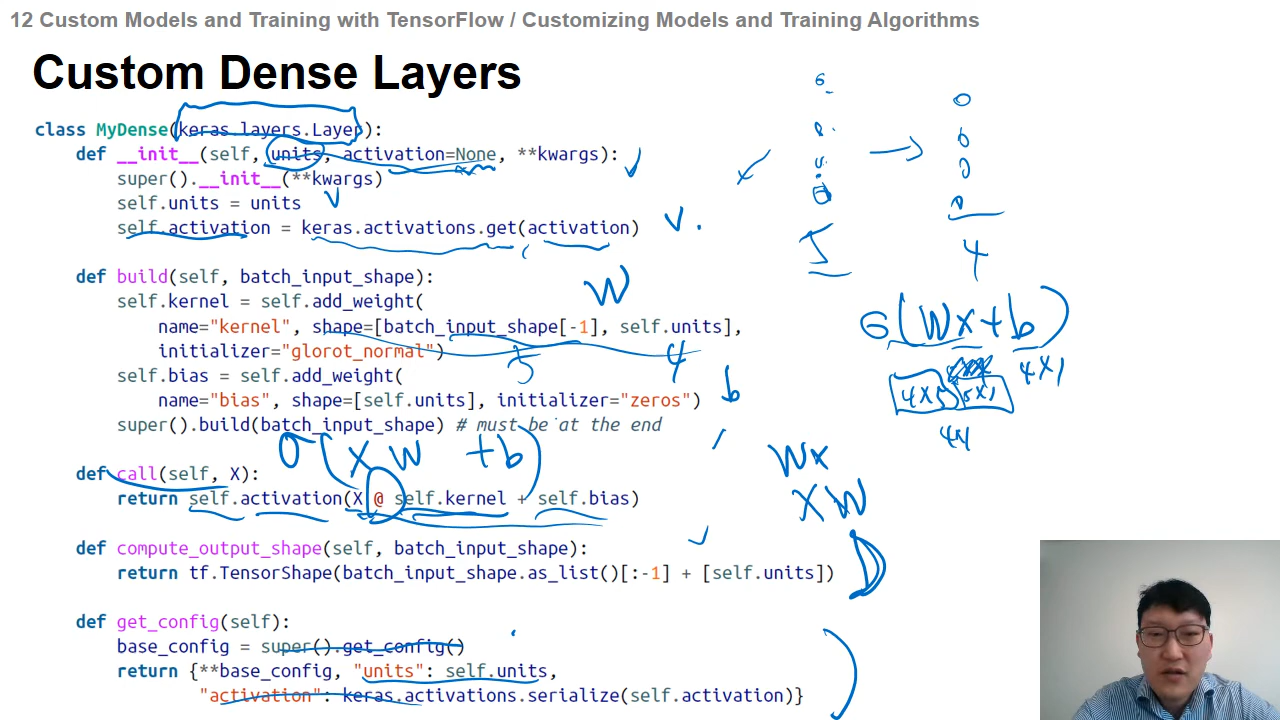 12 Custom Models and Training with TensorFlow / Customizing Models and Training Algorithms
Custom Dense Layers
class MyDense(keras.layers.Layer):
def __init__(self, units, activation=None, **kwargs):
super().__init__(**kwargs)
self.units = units
self.activation = keras.activations.get(activation)
def build(self, batch_input_shape):
self.kernel = self.add_weight(
name="kernel", shape=[batch_input_shape[-1], self.units],
initializer="glorot_normal")
self.bias = self.add_weight(
name="bias", shape=[self.units], initializer="zeros")
super().build(batch_input_shape) # must be at the end
def call(self, X):
return self.activation(X @ self.kernel + self.bias)
def compute_output_shape(self, batch_input_shape):
return tf.TensorShape(batch_input_shape.as_list()[:-1] + [self.units])
def get_config(self):
base_config = super().get_config()
return {**base_config, "units": self.units,
"activation": keras.activations.serialize(self.activation)}
W
5 4
b
σ(X W + b)
5 4
σ(Wx+b)
4x5 5x1 4x1
Wx
XW